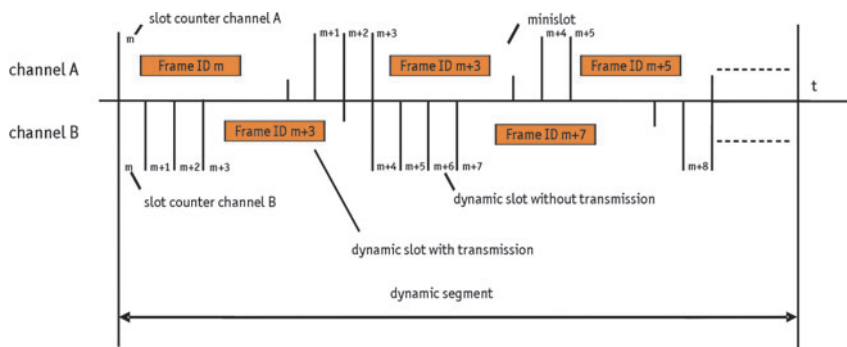 slot counter channel A
minislot
m
m+1
m+2
m+3
m+4
m+5
channel A
Frame ID m
Frame ID m+3
Frame ID m+5
t
channel B
Frame ID m+3
Frame ID m+7
m
m+1
m+2
m+3
m+4
m+5
m+6
m+7
m+8
slot counter channel B
dynamic slot without transmission
dynamic slot with transmission
dynamic segment